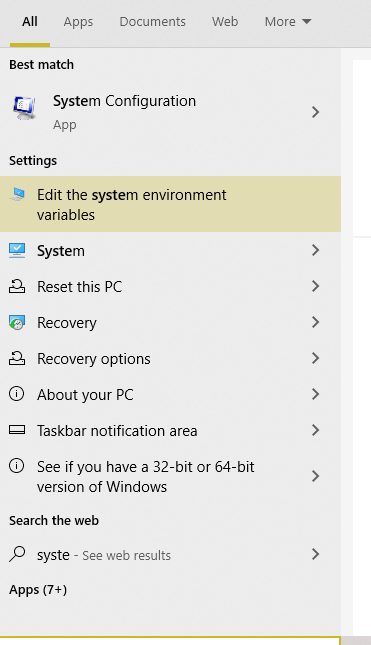 All Apps Documents Web More
Best match
System Configuration
App
Settings
Edit the system environment
variables
System
Reset this PC
Recovery
Recovery options
About your PC
Taskbar notification area
See if you have a 32-bit or 64-bit
version of Windows
Search the web
syste - See web results
Apps (7+)